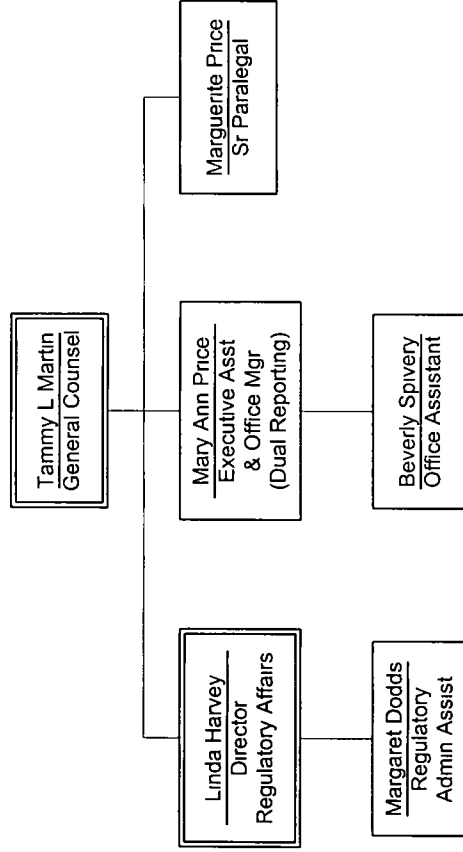 Tammy L Martin
General Counsel
Linda Harvey
Director
Regulatory Affairs
Mary Ann Price
Executive Asst
& Office Mgr
(Dual Reporting)
Marguerite Price
Sr Paralegal
Margaret Dodds
Regulatory
Admin Assist
Beverly Spivery
Office Assistant